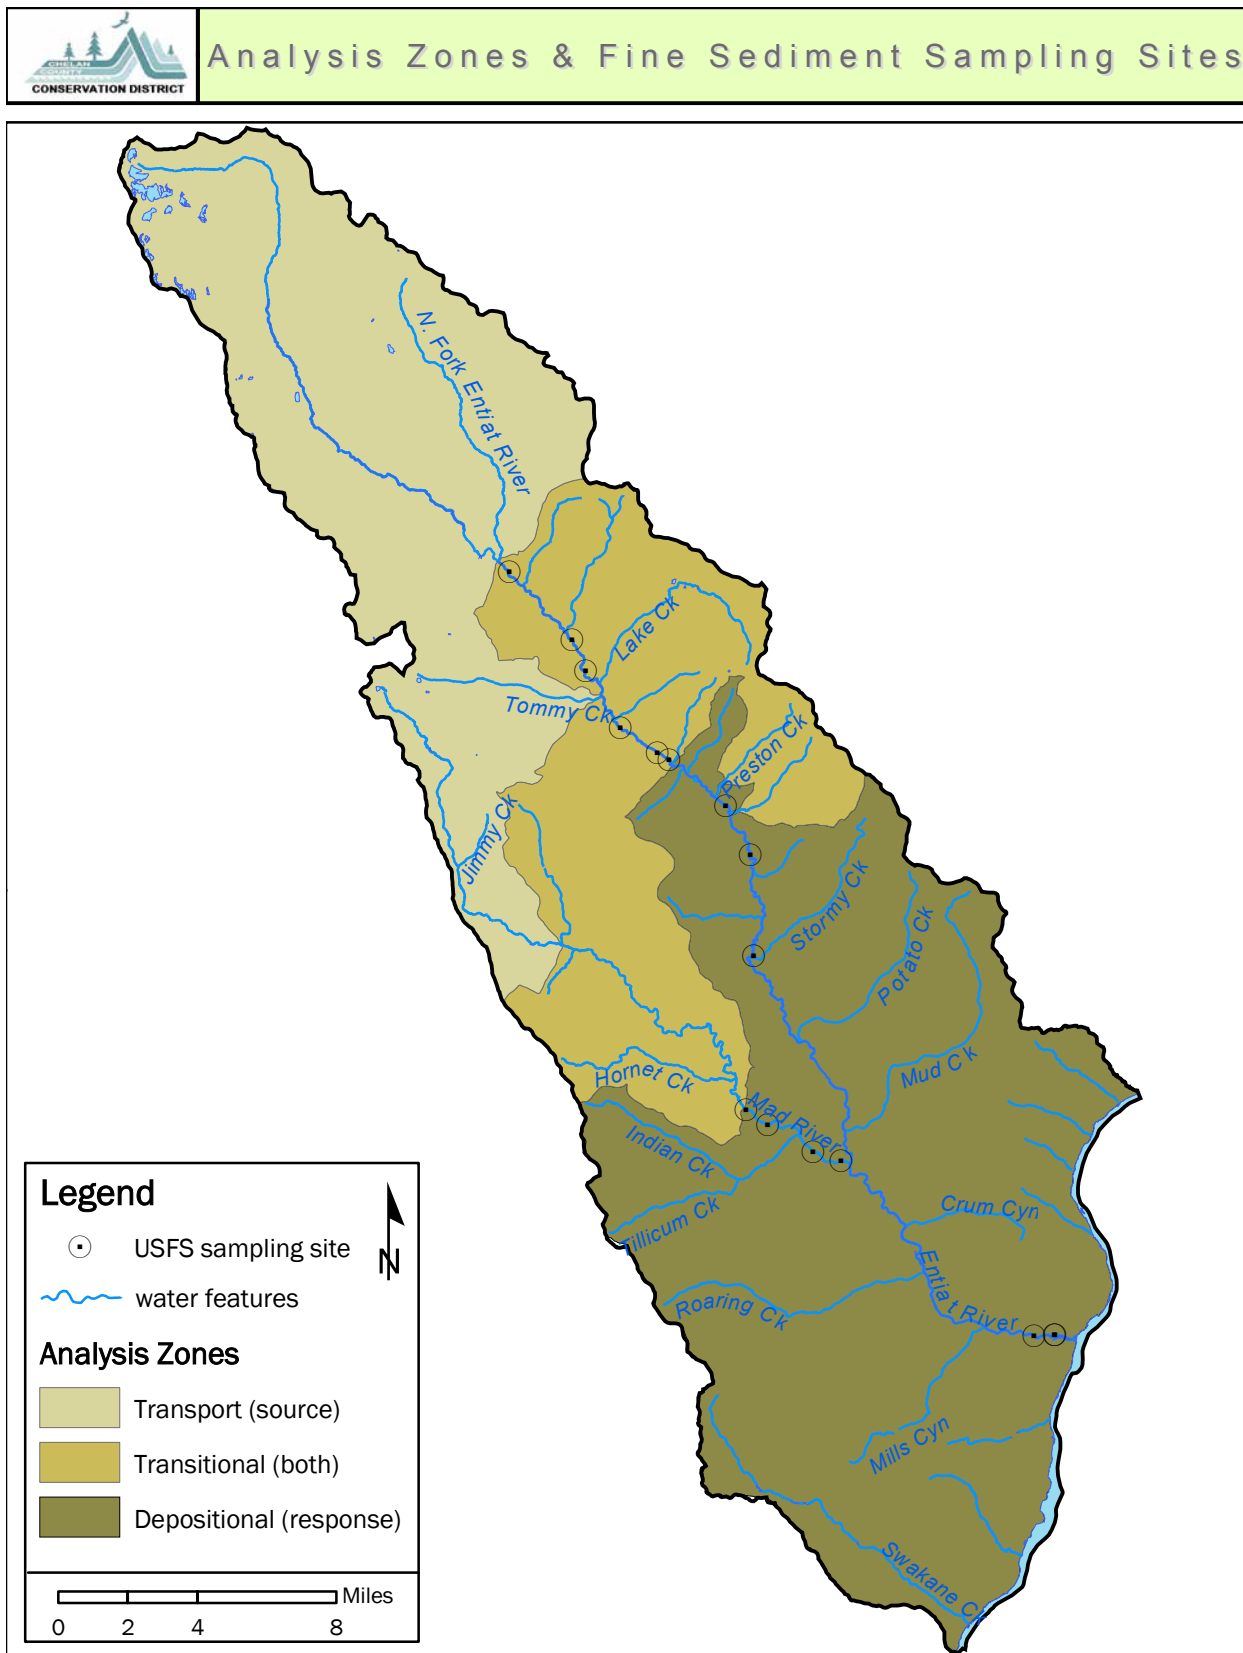 CHELAN
COUNTY
CONSERVATION DISTRICT
Analysis Zones & Fine Sediment Sampling Sites
N. Fork Entiat River
Lake Ck
Tommy Ck
Preston Ck
Jimmy Ck
Stormy Ck
Potato Ck
Mud Ck
Hornet Ck
Mad River
Indian Ck
Tillicum Ck
Crum Cyn
Entiat River
Roaring Ck
Mills Cyn
Swakane Ck
Legend
N
USFS sampling site
water features
Analysis Zones
Transport (source)
Transitional (both)
Depositional (response)
Miles
0 2 4 8